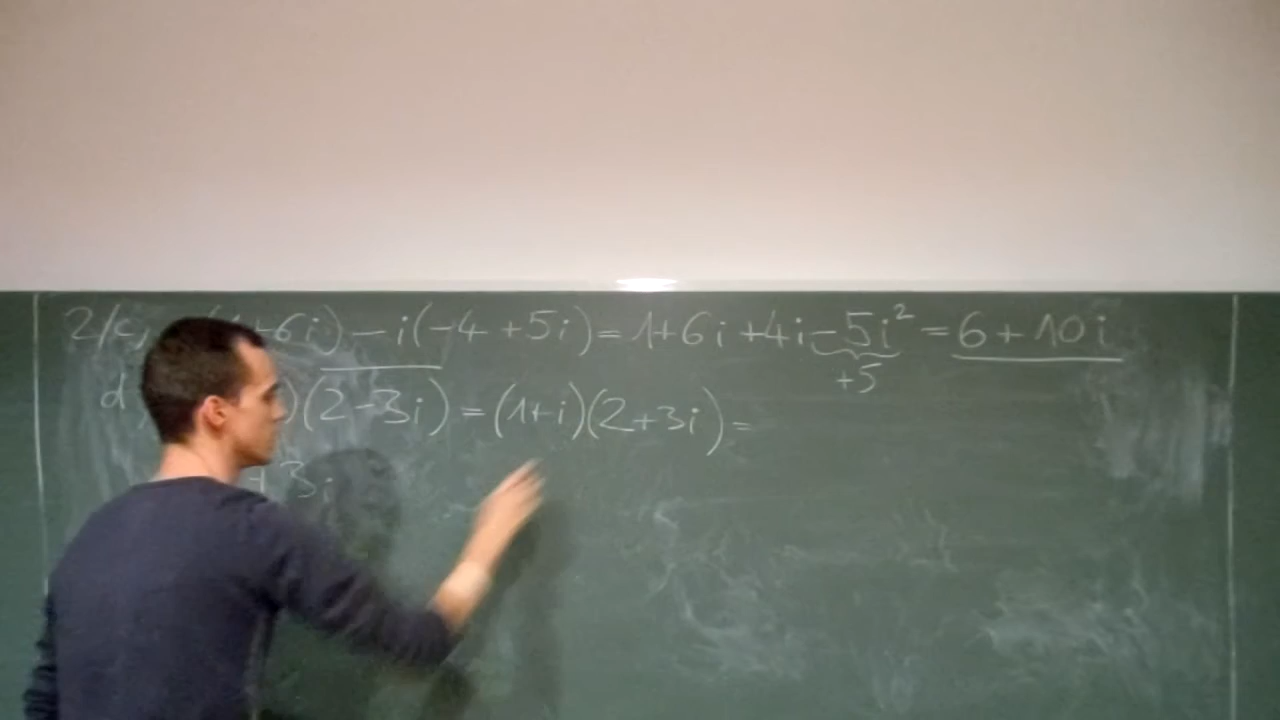 2/c, (1+6i) - i(-4 + 5i) = 1+6i +4i -5i² = 6 + 10i
+5
d )(2-3i) = (1+i)(2+3i) =
+ 3i